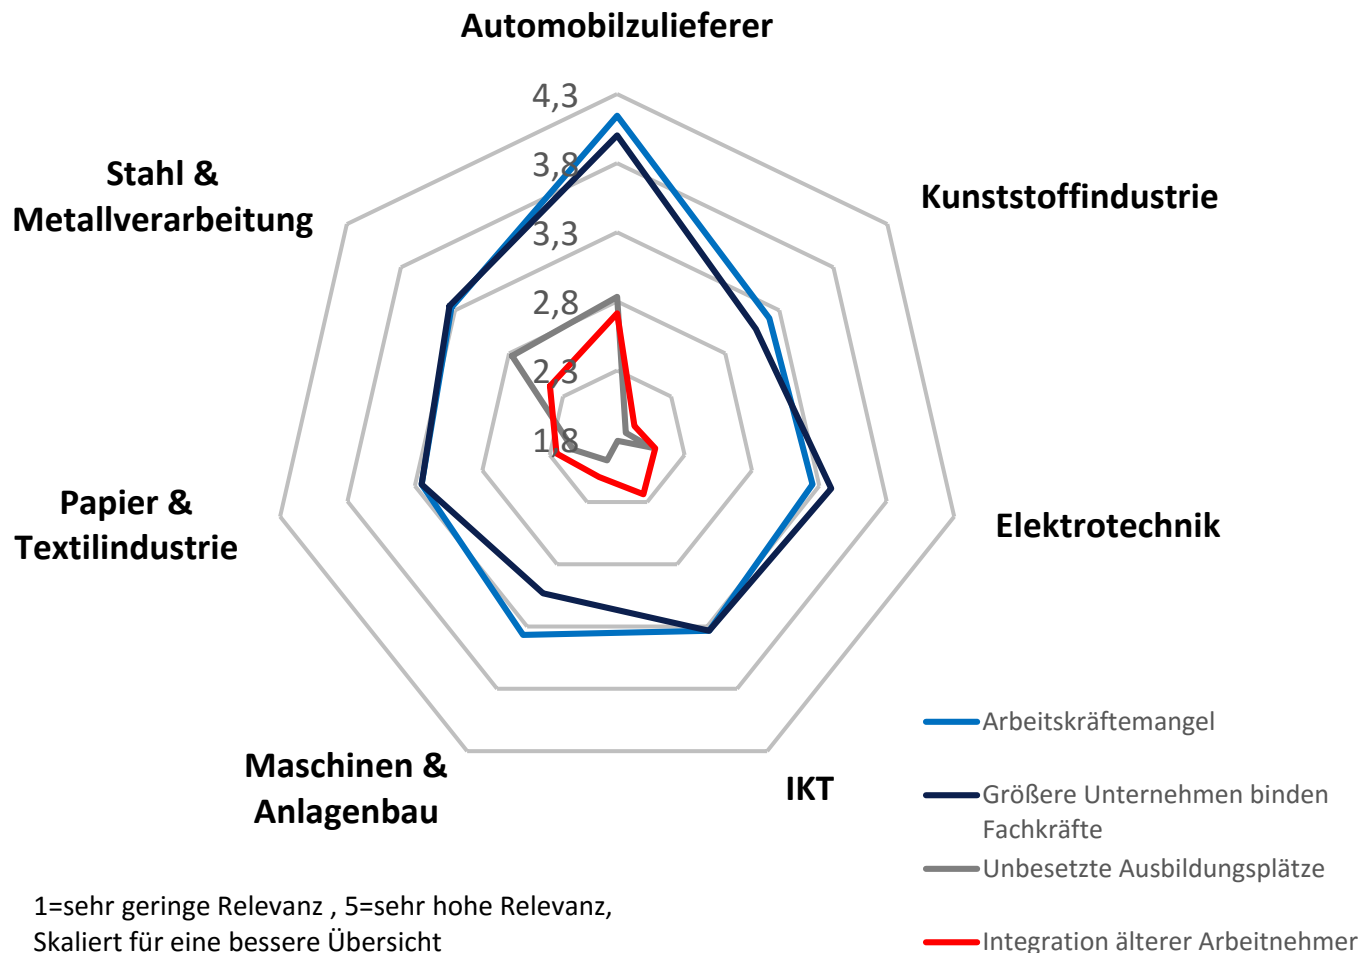 Automobilzulieferer
4,3
3,8
3,3
2,8
2,3
1,8
Kunststoffindustrie
Elektrotechnik
IKT
Maschinen &
Anlagenbau
Papier &
Textilindustrie
Stahl &
Metallverarbeitung
Arbeitskräftemangel
Größere Unternehmen binden
Fachkräfte
Unbesetzte Ausbildungsplätze
Integration älterer Arbeitnehmer
1=sehr geringe Relevanz , 5=sehr hohe Relevanz,
Skaliert für eine bessere Übersicht